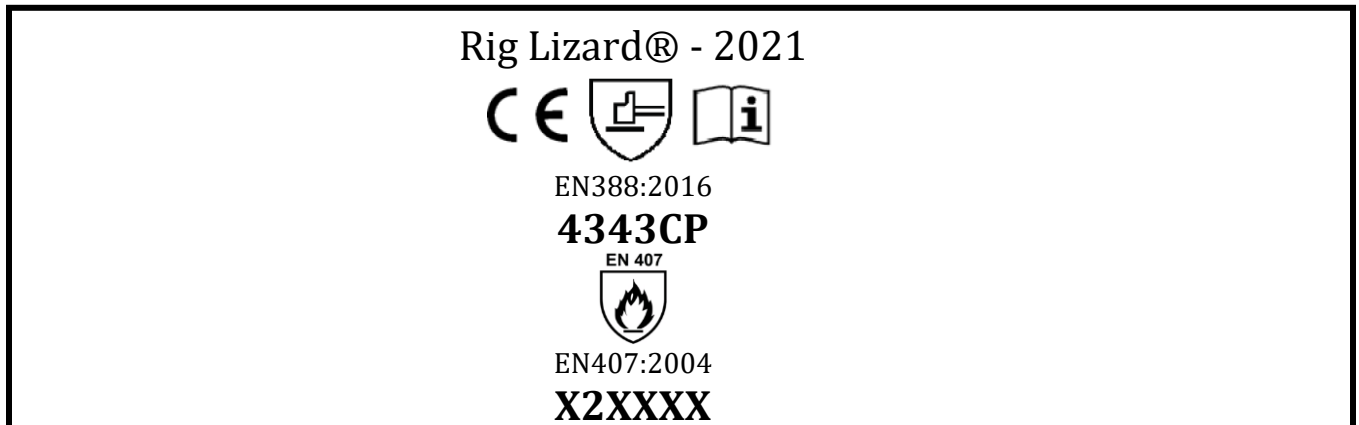 Rig Lizard® - 2021
CE i
EN388:2016
4343CP
EN 407
EN407:2004
X2XXXX